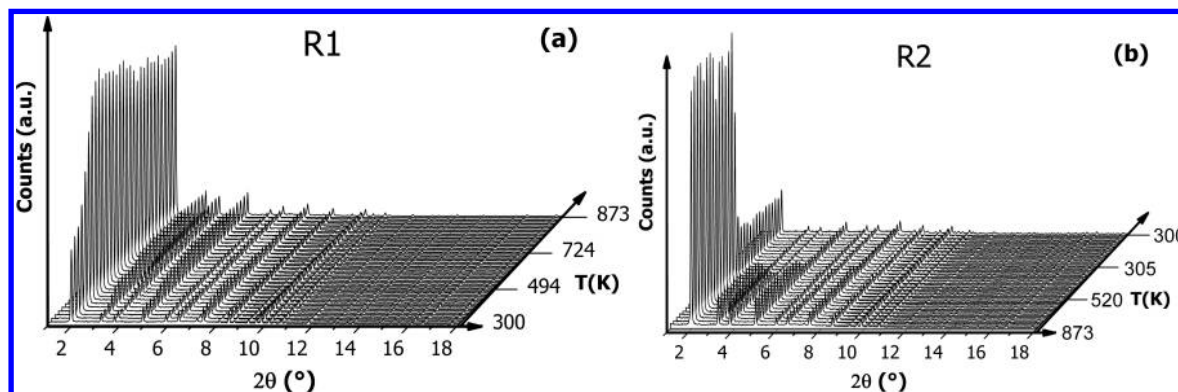 R1
(a)
Counts (a.u.)
873
724
494
T(K)
300
2 4 6 8 10 12 14 16 18
2θ (°)
R2
(b)
Counts (a.u.)
300
305
520
T(K)
873
2 4 6 8 10 12 14 16 18
2θ (°)